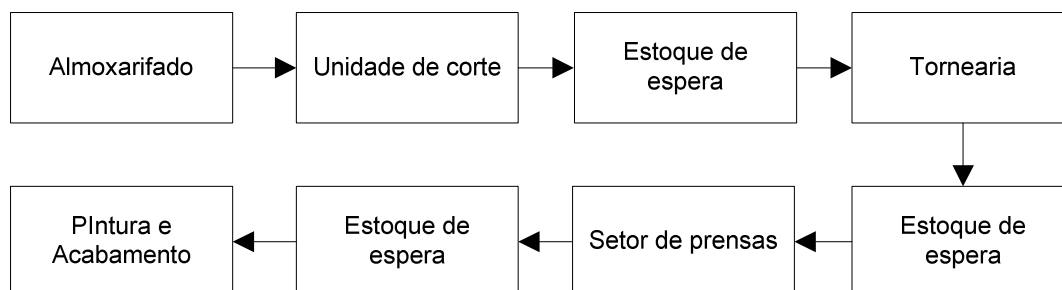 Almoxarifado
Unidade de corte
Estoque de
espera
Tornearia
Estoque de
espera
Setor de prensas
Estoque de
espera
PIntura e
Acabamento